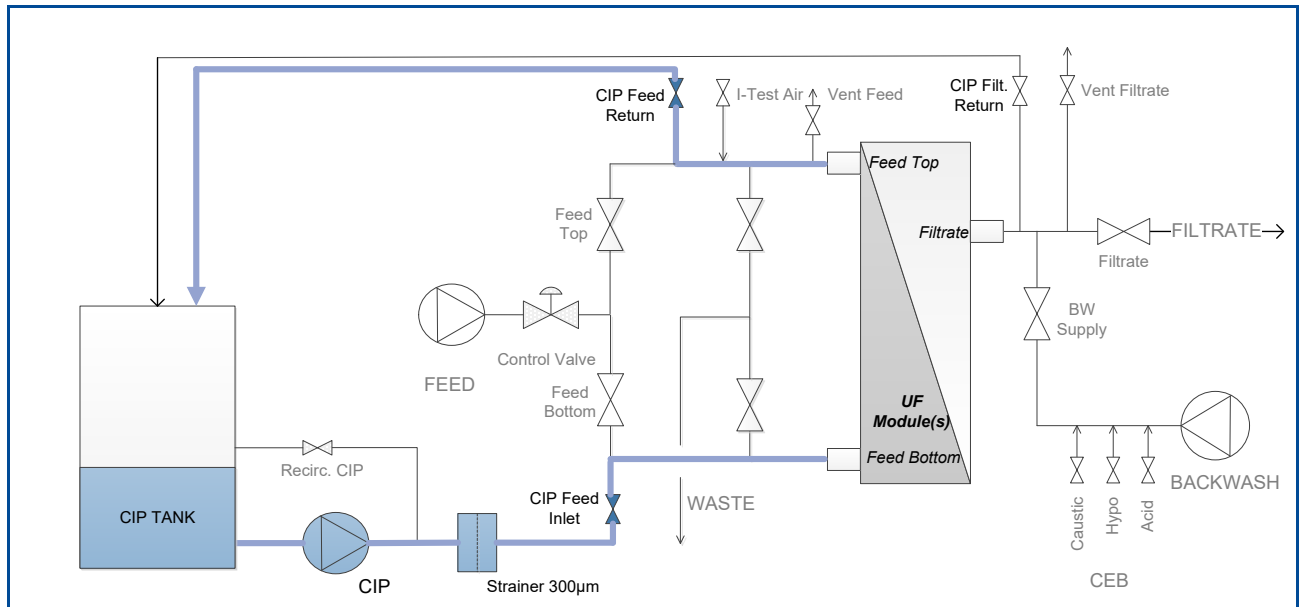 CIP Feed
Return
I-Test Air
Vent Feed
CIP Filt.
Return
Vent Filtrate
Feed Top
Feed
Top
Filtrate
FILTRATE
Filtrate
BW
Supply
Control Valve
FEED
Feed
Bottom
UF
Module(s)
Feed Bottom
Recirc. CIP
CIP TANK
CIP Feed
Inlet
WASTE
BACKWASH
Caustic
Hypo
Acid
CIP
Strainer 300µm
CEB